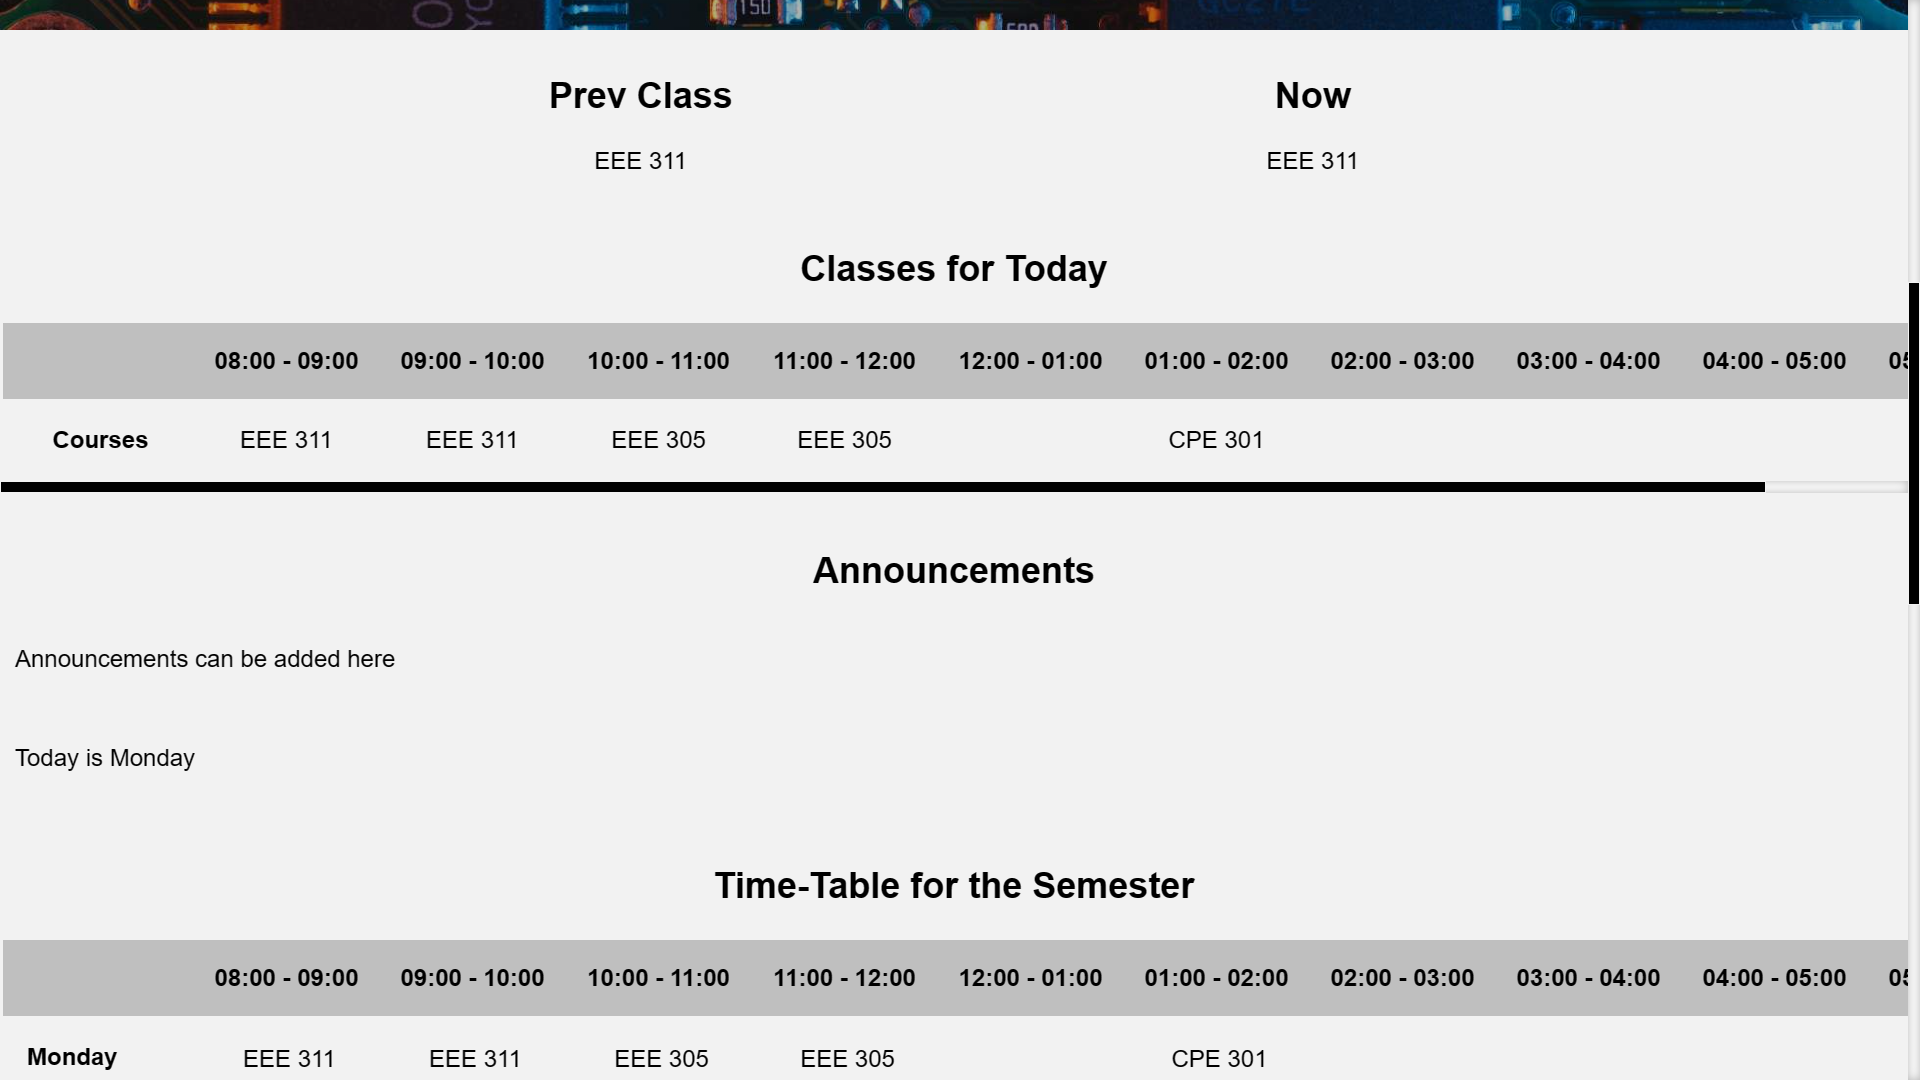 150
Prev Class Now
EEE 311 EEE 311
Classes for Today
08:00 - 09:00 09:00 - 10:00 10:00 - 11:00 11:00 - 12:00 12:00 - 01:00 01:00 - 02:00 02:00 - 03:00 03:00 - 04:00 04:00 - 05:00
Courses EEE 311 EEE 311 EEE 305 EEE 305 CPE 301
Announcements
Announcements can be added here
Today is Monday
Time-Table for the Semester
08:00 - 09:00 09:00 - 10:00 10:00 - 11:00 11:00 - 12:00 12:00 - 01:00 01:00 - 02:00 02:00 - 03:00 03:00 - 04:00 04:00 - 05:00
Monday EEE 311 EEE 311 EEE 305 EEE 305 CPE 301